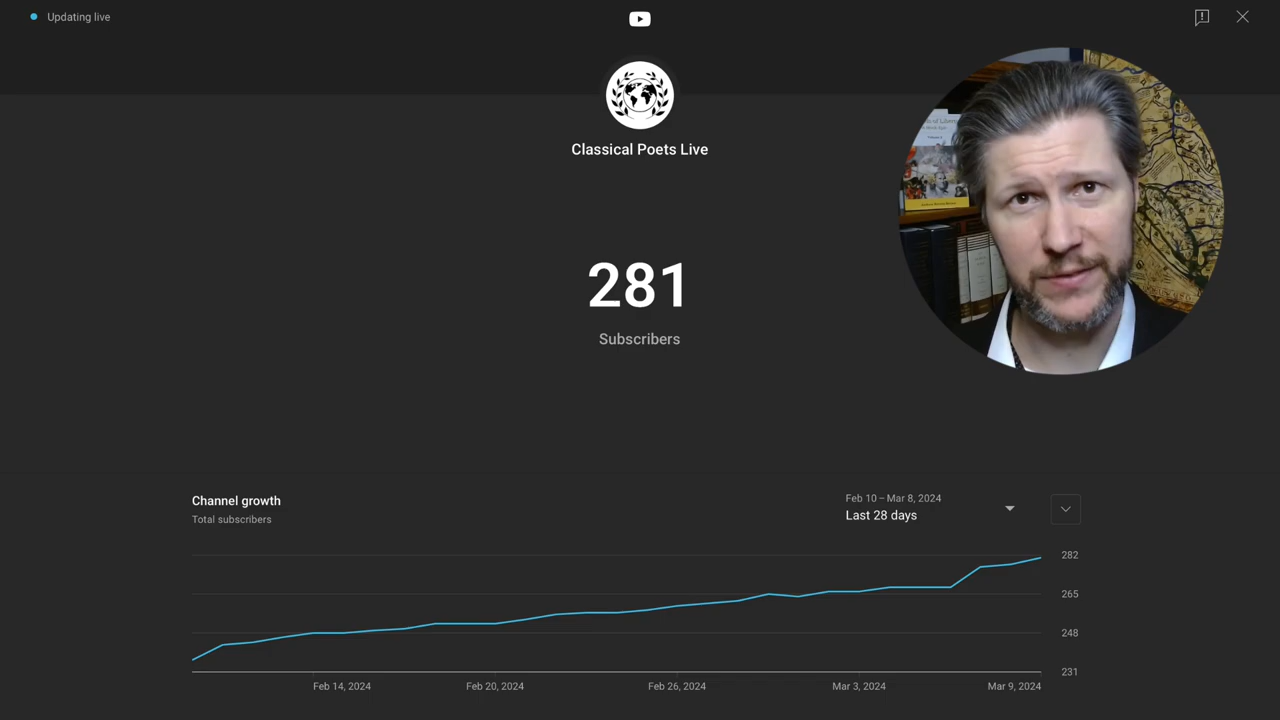 Updating live
Classical Poets Live
281
Subscribers
Channel growth
Total subscribers
Feb 10 – Mar 8, 2024
Last 28 days
282
265
248
231
Feb 14, 2024
Feb 20, 2024
Feb 26, 2024
Mar 3, 2024
Mar 9, 2024